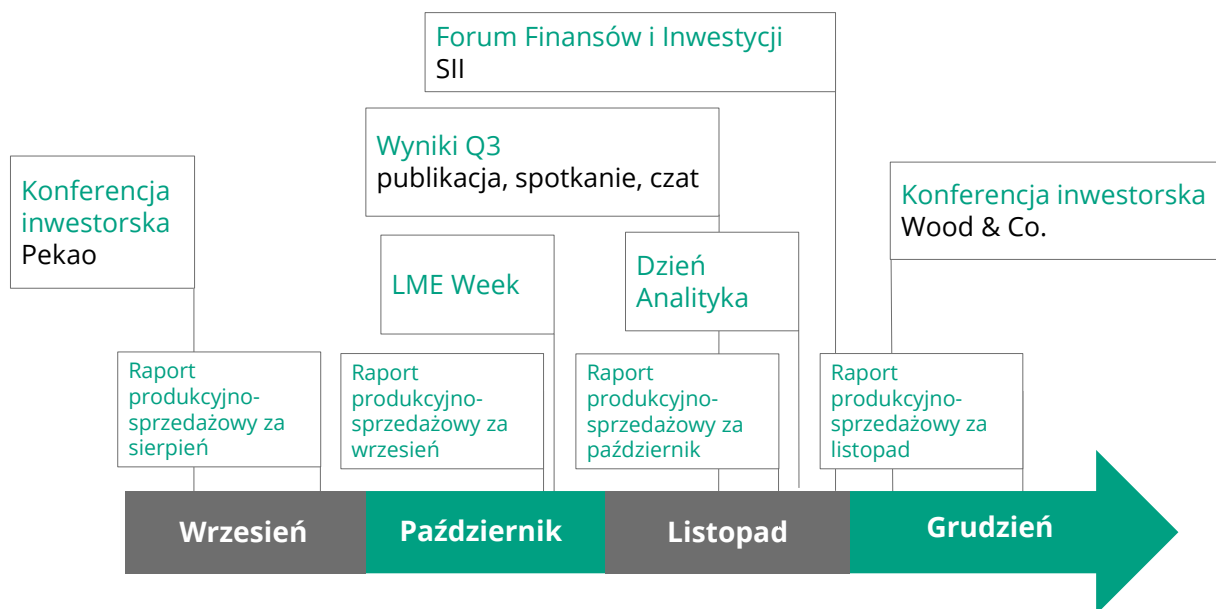 Forum Finansów i Inwestycji
SII
Wyniki Q3
publikacja, spotkanie, czat
Konferencja
inwestorska
Pekao
Konferencja inwestorska
Wood & Co.
LME Week
Dzień
Analityka
Raport
produkcyjno-
sprzedażowy za
sierpień
Raport
produkcyjno-
sprzedażowy za
wrzesień
Raport
produkcyjno-
sprzedażowy za
październik
Raport
produkcyjno-
sprzedażowy za
listopad
Wrzesień
Październik
Listopad
Grudzień